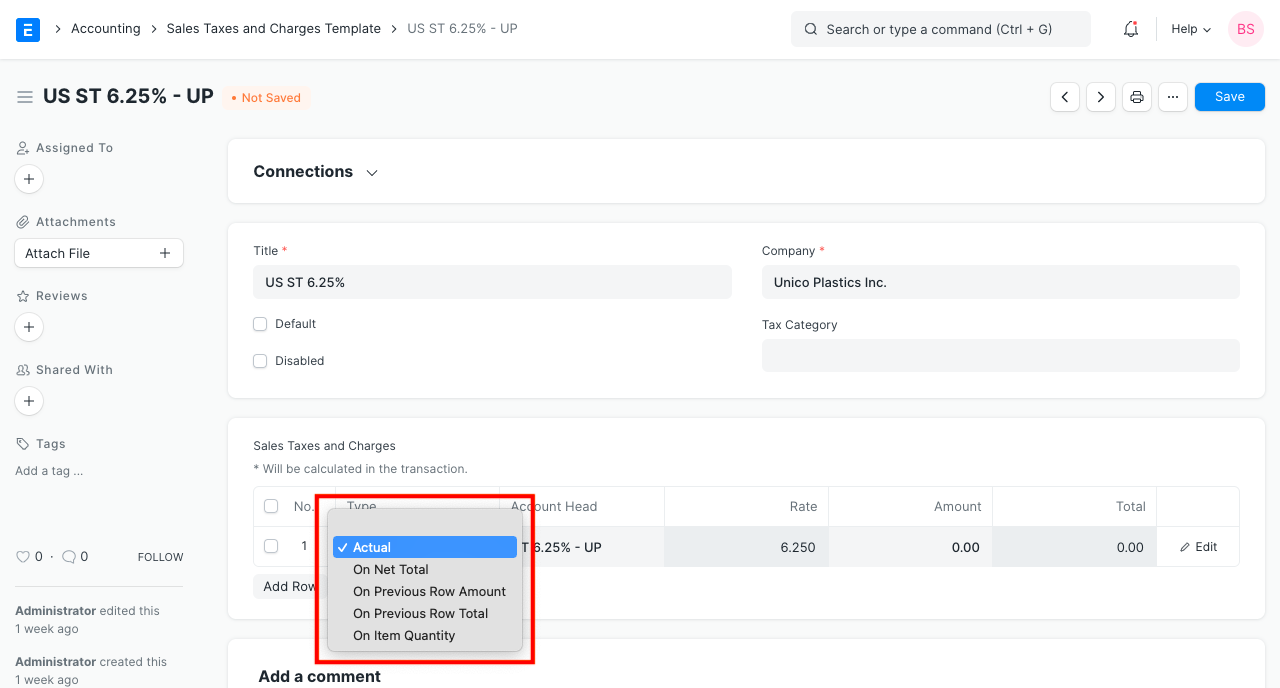 E
Accounting
Sales Taxes and Charges Template
US ST 6.25% - UP
Search or type a command (Ctrl + G)
Help
BS
US ST 6.25% - UP
• Not Saved
...
Save
Assigned To
Attachments
Attach File
Reviews
Shared With
Tags
Add a tag ...
0 · 0 FOLLOW
Administrator edited this
1 week ago
Administrator created this
1 week ago
Connections
Title *
US ST 6.25%
Company *
Unico Plastics Inc.
Default
Tax Category
Disabled
Sales Taxes and Charges
* Will be calculated in the transaction.
No. Type Account Head Rate Amount Total
1 T 6.25% - UP 6.250 0.00 0.00 Edit
✓ Actual
On Net Total
On Previous Row Amount
On Previous Row Total
On Item Quantity
Add Row
Add a comment